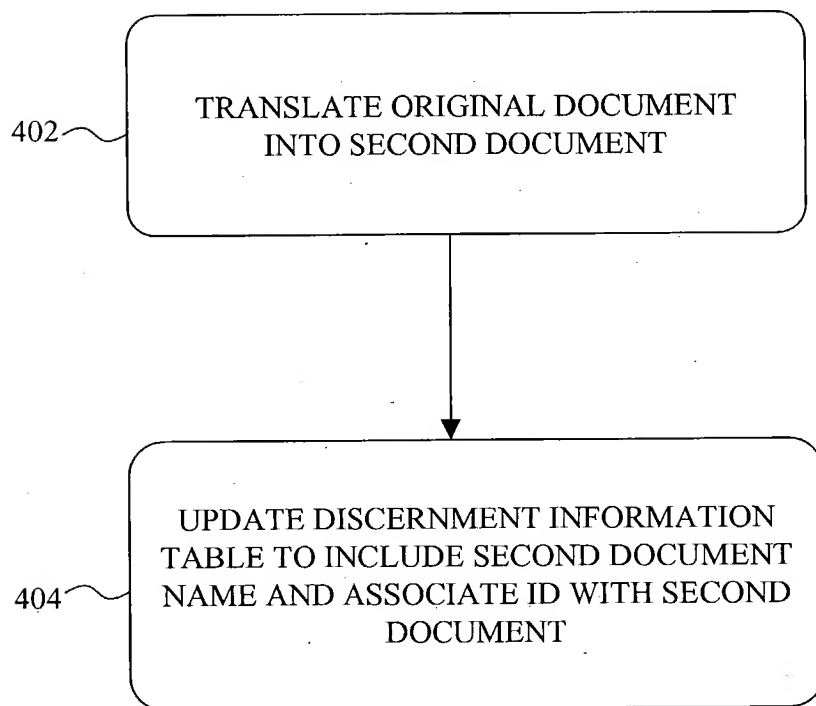 TRANSLATE ORIGINAL DOCUMENT
INTO SECOND DOCUMENT
402
UPDATE DISCERNMENT INFORMATION
TABLE TO INCLUDE SECOND DOCUMENT
NAME AND ASSOCIATE ID WITH SECOND
DOCUMENT
404